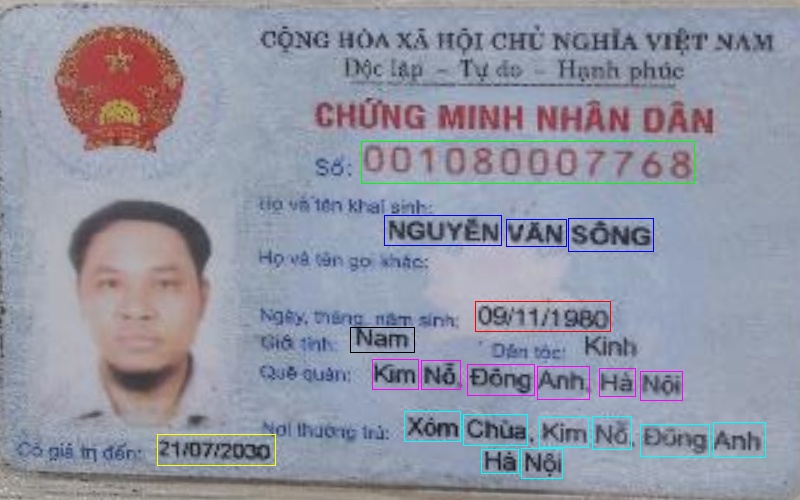 CỘNG HÒA XÃ HỘI CHỦ NGHĨA VIỆT NAM
Độc lập – Tự do – Hạnh phúc
CHỨNG MINH NHÂN DÂN
Số: 001080007768
Họ và tên khai sinh:
NGUYỄN VĂN SÔNG
Họ và tên gọi khác:
Ngày, tháng, năm sinh: 09/11/1980
Giới tính: Nam Dân tộc: Kinh
Quê quán: Kim Nỗ, Đông Anh, Hà Nội
Nơi thường trú: Xóm Chùa, Kim Nỗ, Đông Anh
Hà Nội
Có giá trị đến: 21/07/2030